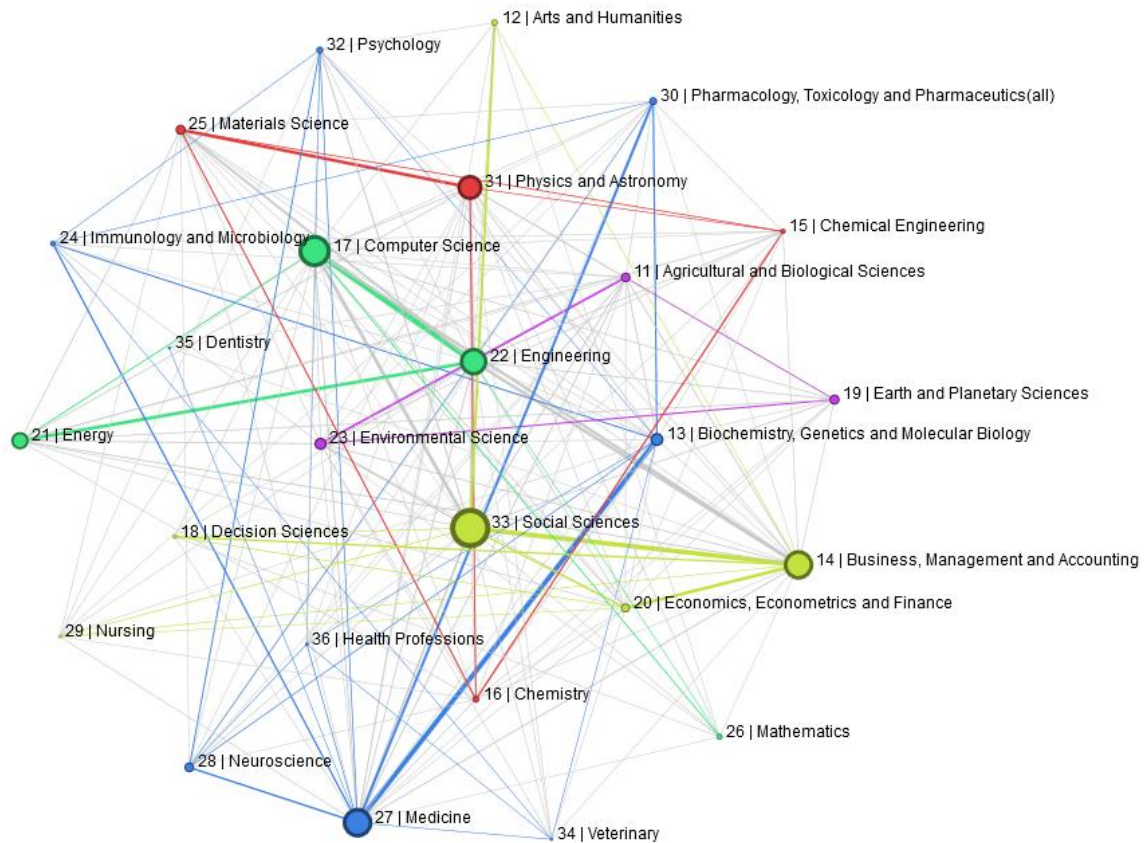 12 | Arts and Humanities
32 | Psychology
30 | Pharmacology, Toxicology and Pharmaceutics(all)
25 | Materials Science
31 | Physics and Astronomy
15 | Chemical Engineering
24 | Immunology and Microbiology
17 | Computer Science
11 | Agricultural and Biological Sciences
35 | Dentistry
22 | Engineering
19 | Earth and Planetary Sciences
21 | Energy
23 | Environmental Science
13 | Biochemistry, Genetics and Molecular Biology
18 | Decision Sciences
33 | Social Sciences
14 | Business, Management and Accounting
20 | Economics, Econometrics and Finance
29 | Nursing
36 | Health Professions
16 | Chemistry
26 | Mathematics
28 | Neuroscience
27 | Medicine
34 | Veterinary